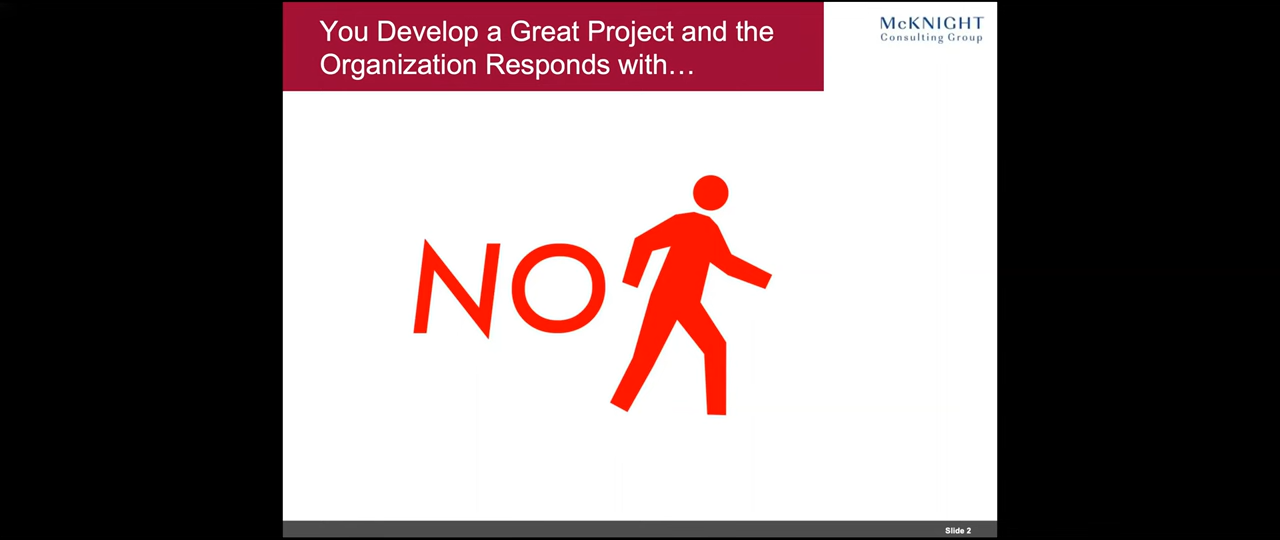 You Develop a Great Project and the
Organization Responds with…
McKNIGHT
Consulting Group
NO
Slide 2